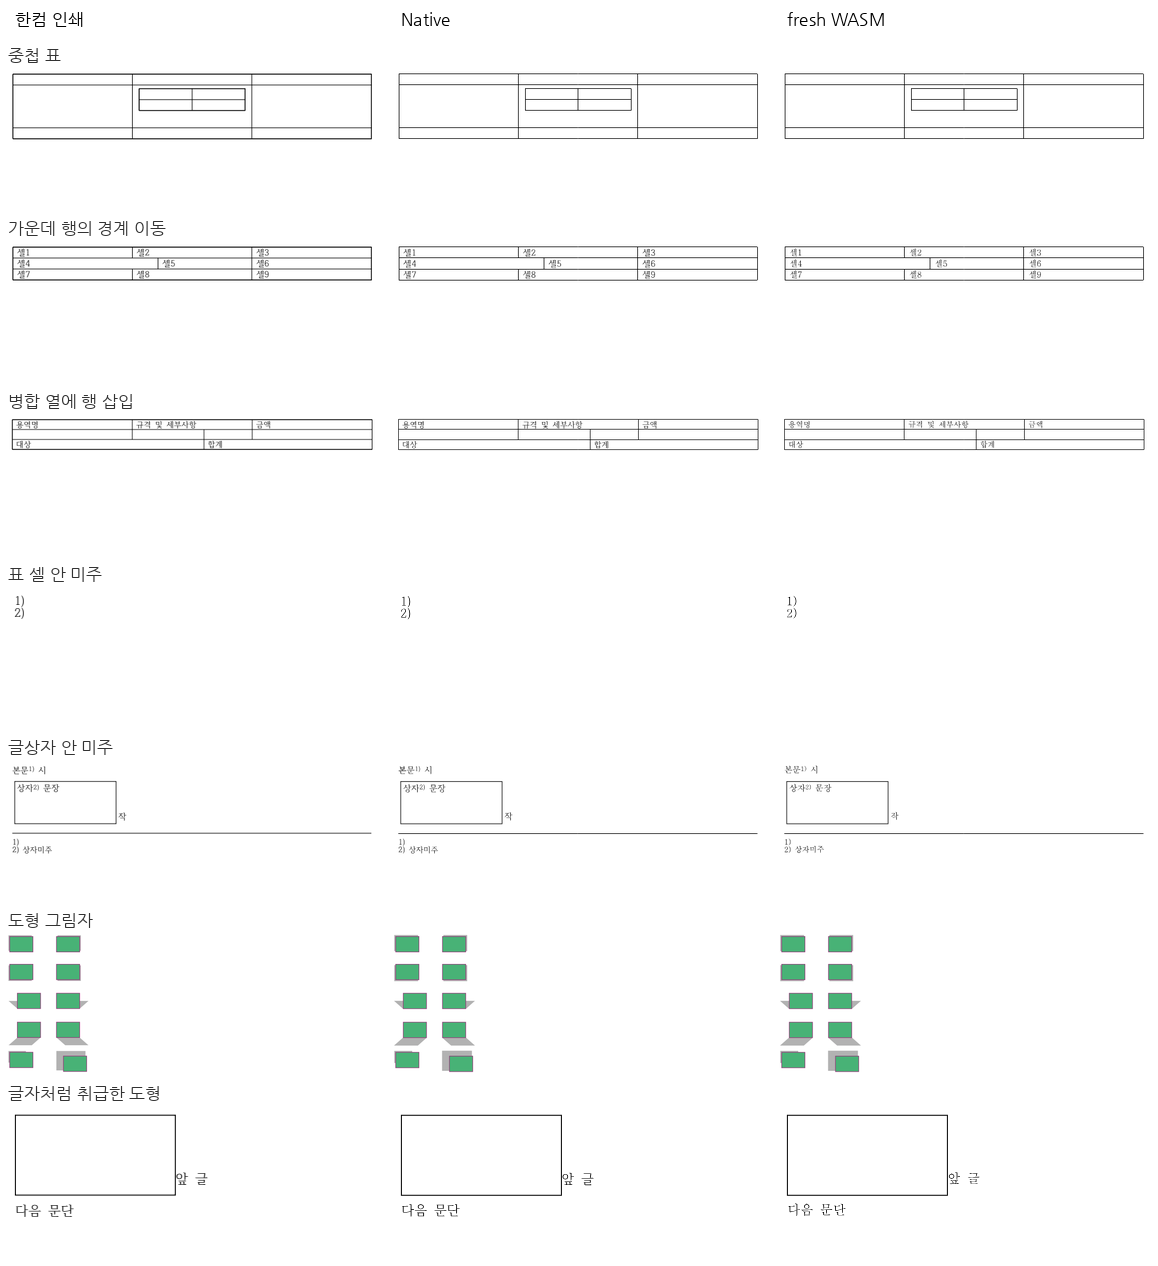 한컴 인쇄 Native fresh WASM
중첩 표
가운데 행의 경계 이동
셀1 셀2 셀3 셀1 셀2 셀3 셀1 셀2 셀3
셀4 셀5 셀6 셀4 셀5 셀6 셀4 셀5 셀6
셀7 셀8 셀9 셀7 셀8 셀9 셀7 셀8 셀9
병합 열에 행 삽입
용역명 규격 및 세부사항 금액 용역명 규격 및 세부사항 금액 용역명 규격 및 세부사항 금액
대상 합계 대상 합계 대상 합계
표 셀 안 미주
1) 1) 1)
2) 2) 2)
글상자 안 미주
본문1) 시 본문1) 시 본문1) 시
상자2) 문장 상자2) 문장 상자2) 문장
작 작 작
1) 1) 1)
2) 상자미주 2) 상자미주 2) 상자미주
도형 그림자
글자처럼 취급한 도형
앞 글 앞 글 앞 글
다음 문단 다음 문단 다음 문단